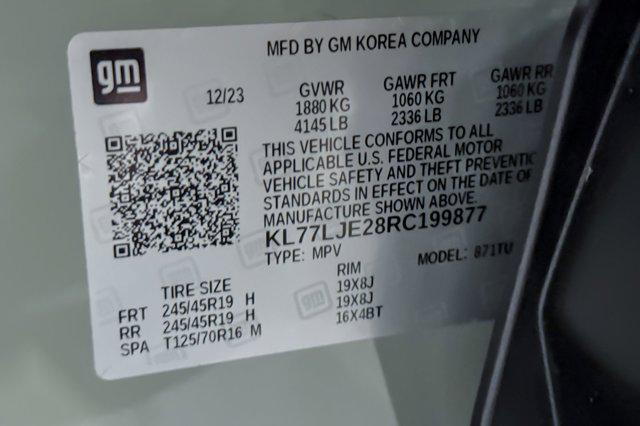 MFD BY GM KOREA COMPANY
gm
12/23
GVWR GAWR FRT GAWR RR
1880 KG 1060 KG 1060 KG
4145 LB 2336 LB 2336 LB
THIS VEHICLE CONFORMS TO ALL
APPLICABLE U.S. FEDERAL MOTOR
VEHICLE SAFETY AND THEFT PREVENTIC
STANDARDS IN EFFECT ON THE DATE OF
MANUFACTURE SHOWN ABOVE.
KL77LJE28RC199877
TYPE: MPV MODEL: 871TU
TIRE SIZE RIM
FRT 245/45R19 H 19X8J
RR 245/45R19 H 19X8J
SPA T125/70R16 M 16X4BT
gm